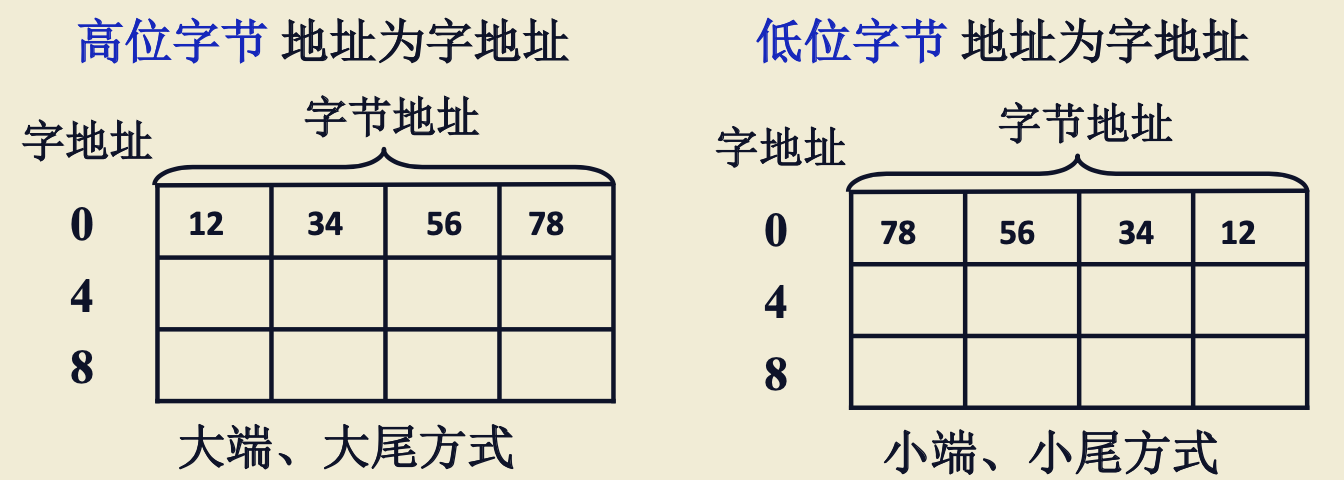 高位字节 地址为字地址
字节地址
字地址
0 12 34 56 78
4
8
大端、大尾方式
低位字节 地址为字地址
字节地址
字地址
0 78 56 34 12
4
8
小端、小尾方式